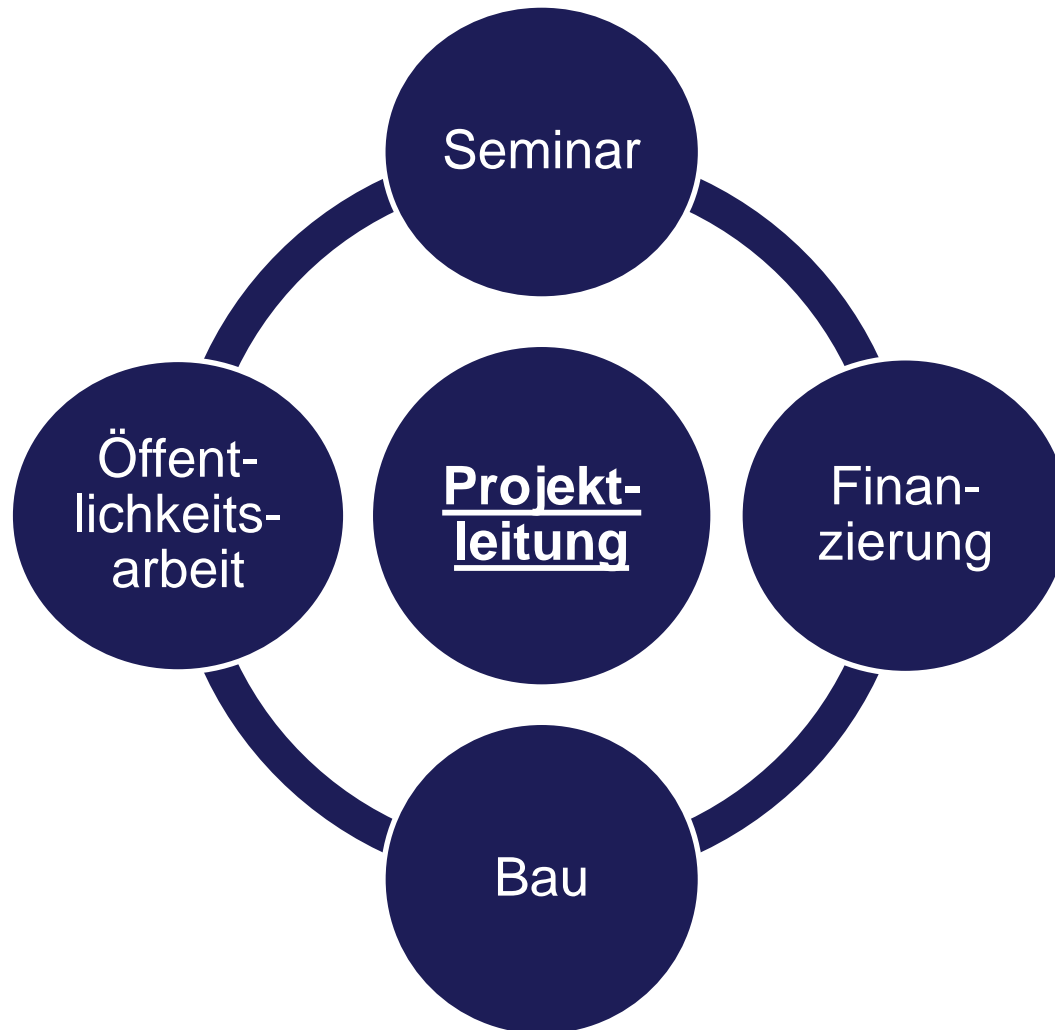 Seminar
Öffent-
lichkeits-
arbeit
Projekt-
leitung
Finan-
zierung
Bau